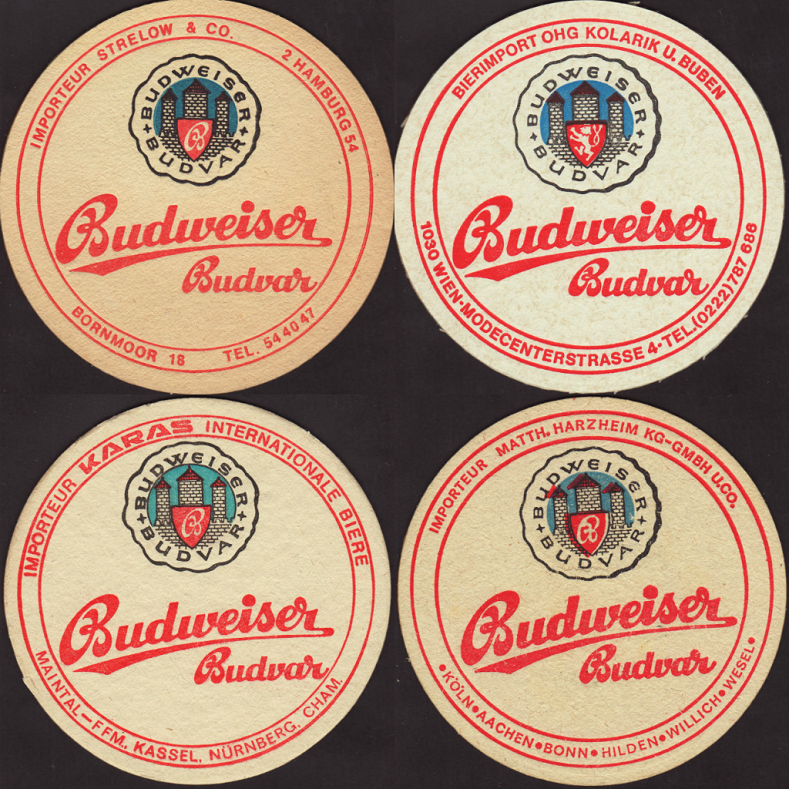 IMPORTEUR STRELOW & CO. 2 HAMBURG 54
BUDWEISER
BUDVAR
B
Budweiser
Budvar
BORNMOOR 18 TEL. 54 40 47
BIERIMPORT OHG KOLARIK U. BUBEN
BUDWEISER
BUDVAR
Budweiser
Budvar
1030 WIEN·MODECENTERSTRASSE 4·TEL.(0222)787 686
IMPORTEUR KARAS INTERNATIONALE BIERE
BUDWEISER
BUDVAR
B
Budweiser
Budvar
MAINTAL—FFM., KASSEL, NÜRNBERG, CHAM.
IMPORTEUR MATTH. HARZHEIM KG-GMBH U.CO.
BUDWEISER
BUDVAR
B
Budweiser
Budvar
•KÖLN•AACHEN•BONN•HILDEN•WILLICH•WESEL•